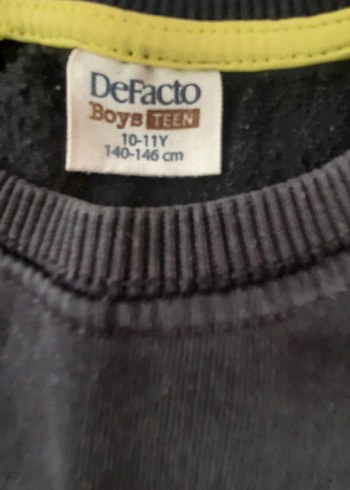 DeFacto
Boys TEEN
10-11Y
140-146 cm